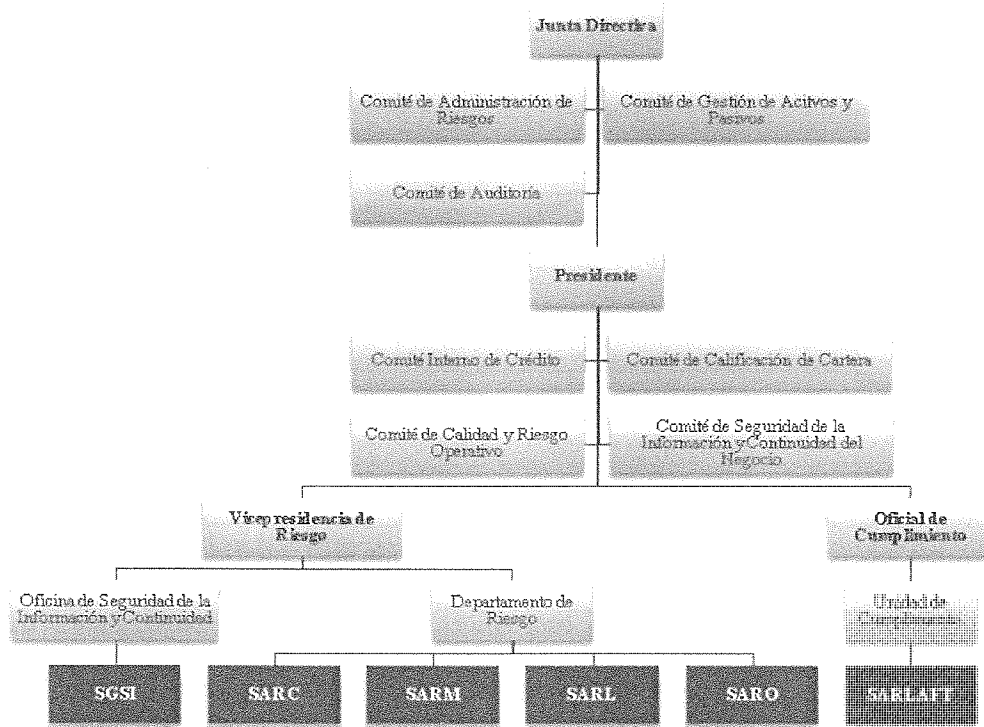 Junta Directiva
Comité de Administración de
Riesgos
Comité de Gestión de Acitvos y
Pasivos
Comité de Auditoría
Presidente
Comité Interno de Crédito
Comité de Calificación de Cartera
Comité de Calidad y Riesgo
Operativo
Comité de Seguridad de la
Información y Continuidad del
Negocio
Vicepresidencia de
Riesgo
Oficial de
Cumplimiento
Oficina de Seguridad de la
Información y Continuidad
Departamento de
Riesgo
Unidad de
Cumplimiento
SGSI
SARC
SARM
SARL
SARO
SARLAFT